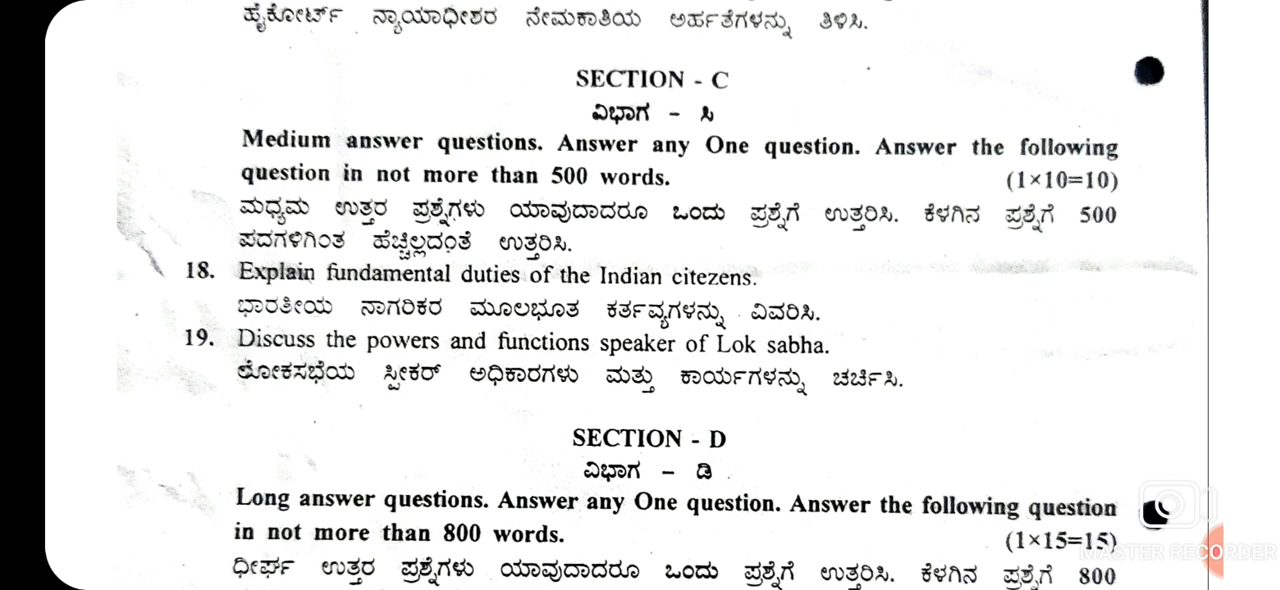 ಹೈಕೋರ್ಟ್ ನ್ಯಾಯಾಧೀಶರ ನೇಮಕಾತಿಯ ಅರ್ಹತೆಗಳನ್ನು ತಿಳಿಸಿ.
SECTION - C
ವಿಭಾಗ - ಸಿ
Medium answer questions. Answer any One question. Answer the following
question in not more than 500 words. (1×10=10)
ಮಧ್ಯಮ ಉತ್ತರ ಪ್ರಶ್ನೆಗಳು ಯಾವುದಾದರೂ ಒಂದು ಪ್ರಶ್ನೆಗೆ ಉತ್ತರಿಸಿ. ಕೆಳಗಿನ ಪ್ರಶ್ನೆಗೆ 500
ಪದಗಳಿಗಿಂತ ಹೆಚ್ಚಿಲ್ಲದಂತೆ ಉತ್ತರಿಸಿ.
18. Explain fundamental duties of the Indian citezens.
ಭಾರತೀಯ ನಾಗರಿಕರ ಮೂಲಭೂತ ಕರ್ತವ್ಯಗಳನ್ನು ವಿವರಿಸಿ.
19. Discuss the powers and functions speaker of Lok sabha.
ಲೋಕಸಭೆಯ ಸ್ಪೀಕರ್ ಅಧಿಕಾರಗಳು ಮತ್ತು ಕಾರ್ಯಗಳನ್ನು ಚರ್ಚಿಸಿ.
SECTION - D
ವಿಭಾಗ - ಡಿ
Long answer questions. Answer any One question. Answer the following question
in not more than 800 words. (1×15=15)
MASTER RECORDER
ಧೀರ್ಘ ಉತ್ತರ ಪ್ರಶ್ನೆಗಳು ಯಾವುದಾದರೂ ಒಂದು ಪ್ರಶ್ನೆಗೆ ಉತ್ತರಿಸಿ. ಕೆಳಗಿನ ಪ್ರಶ್ನೆಗೆ 800